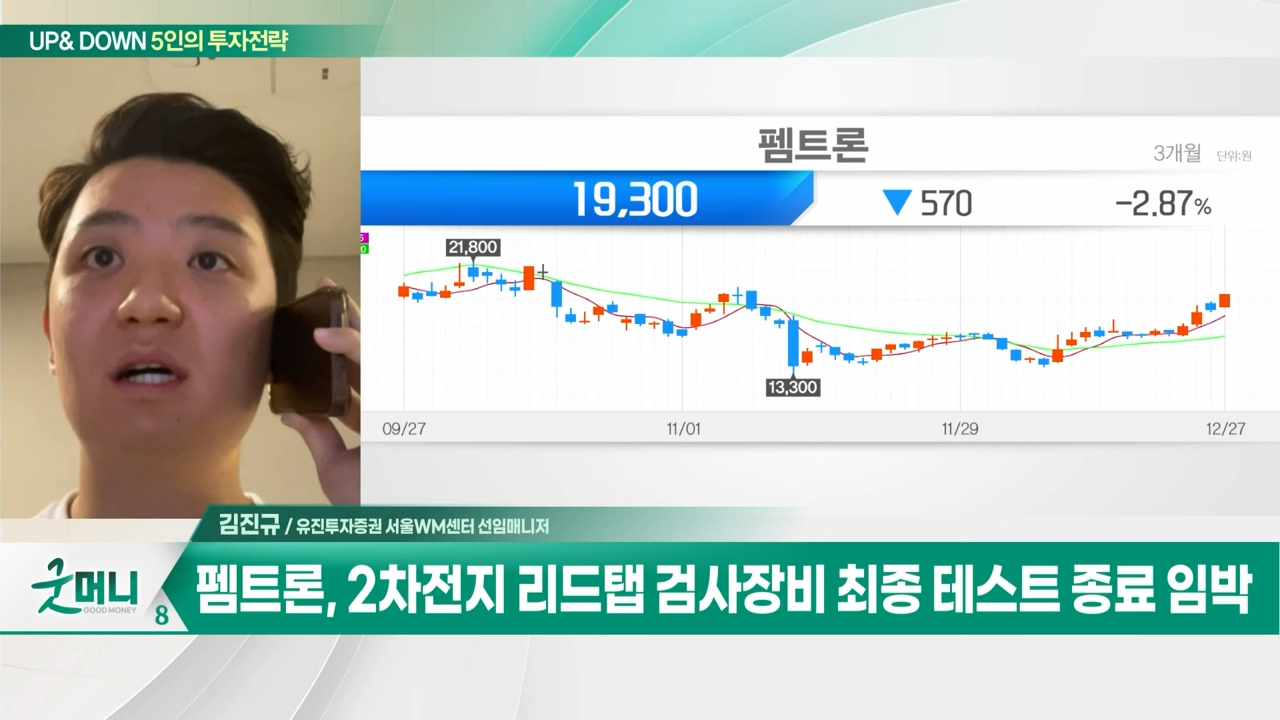 UP& DOWN 5인의 투자전략
펨트론
3개월 단위:원
19,300 ▼ 570 -2.87%
21,800
13,300
09/27 11/01 11/29 12/27
김진규 / 유진투자증권 서울WM센터 선임매니저
굿머니
GOOD MONEY
8
펨트론, 2차전지 리드탭 검사장비 최종 테스트 종료 임박